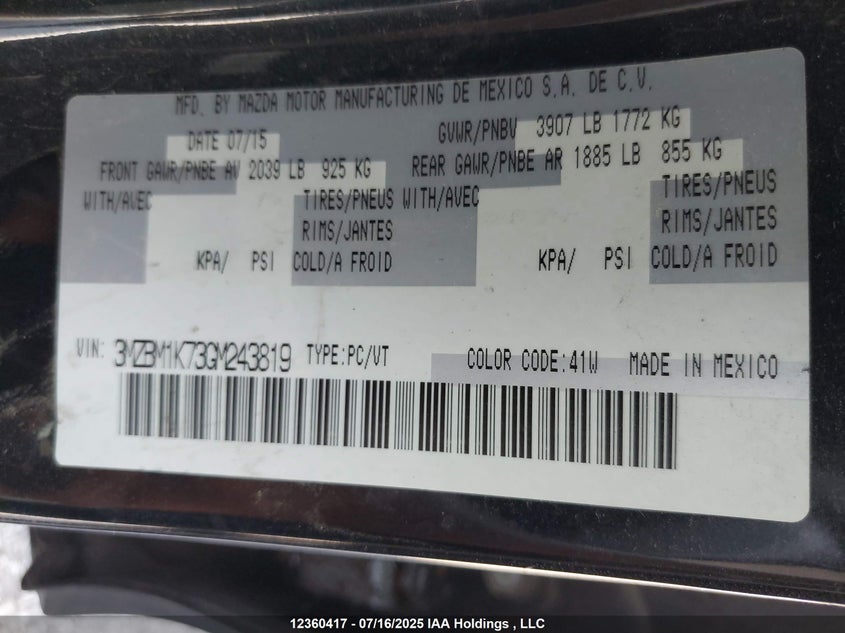 MFD. BY MAZDA MOTOR MANUFACTURING DE MEXICO S.A. DE C.V.
DATE 07/15 GVWR/PNBV 3907 LB 1772 KG
FRONT GAWR/PNBE AV 2039 LB 925 KG REAR GAWR/PNBE AR 1885 LB 855 KG
WITH/AVEC TIRES/PNEUS WITH/AVEC TIRES/PNEUS
RIMS/JANTES RIMS/JANTES
KPA/ PSI COLD/A FROID KPA/ PSI COLD/A FROID
VIN: 3MZBM1K73GM243819 TYPE:PC/VT COLOR CODE:41W MADE IN MEXICO
12360417 - 07/16/2025 IAA Holdings , LLC